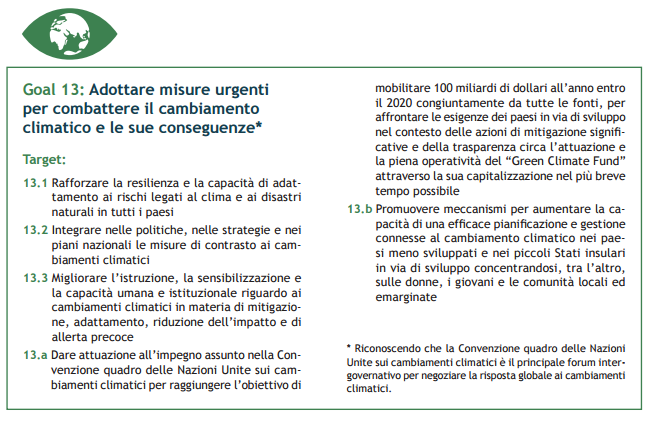 Goal 13: Adottare misure urgenti
per combattere il cambiamento
climatico e le sue conseguenze*
Target:
13.1 Rafforzare la resilienza e la capacità di adat-
tamento ai rischi legati al clima e ai disastri
naturali in tutti i paesi
13.2 Integrare nelle politiche, nelle strategie e nei
piani nazionali le misure di contrasto ai cam-
biamenti climatici
13.3 Migliorare l’istruzione, la sensibilizzazione e
la capacità umana e istituzionale riguardo ai
cambiamenti climatici in materia di mitigazio-
ne, adattamento, riduzione dell’impatto e di
allerta precoce
13.a Dare attuazione all’impegno assunto nella Con-
venzione quadro delle Nazioni Unite sui cam-
biamenti climatici per raggiungere l’obiettivo di
mobilitare 100 miliardi di dollari all’anno entro
il 2020 congiuntamente da tutte le fonti, per
affrontare le esigenze dei paesi in via di sviluppo
nel contesto delle azioni di mitigazione signifi-
cative e della trasparenza circa l’attuazione e
la piena operatività del “Green Climate Fund”
attraverso la sua capitalizzazione nel più breve
tempo possibile
13.b Promuovere meccanismi per aumentare la ca-
pacità di una efficace pianificazione e gestione
connesse al cambiamento climatico nei pae-
si meno sviluppati e nei piccoli Stati insulari
in via di sviluppo concentrandosi, tra l’altro,
sulle donne, i giovani e le comunità locali ed
emarginate
* Riconoscendo che la Convenzione quadro delle Nazioni
Unite sui cambiamenti climatici è il principale forum inter-
governativo per negoziare la risposta globale ai cambiamenti
climatici.